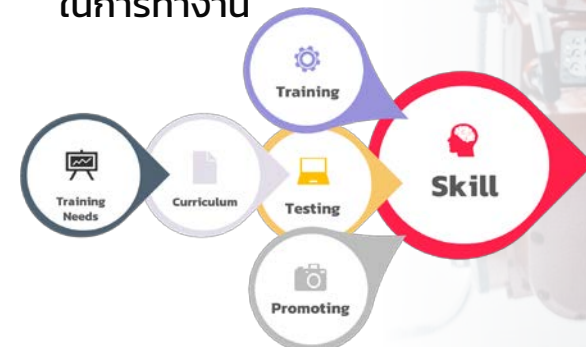 ในการทำงาน
Training
Training
Needs
Curriculum
Testing
Skill
Promoting